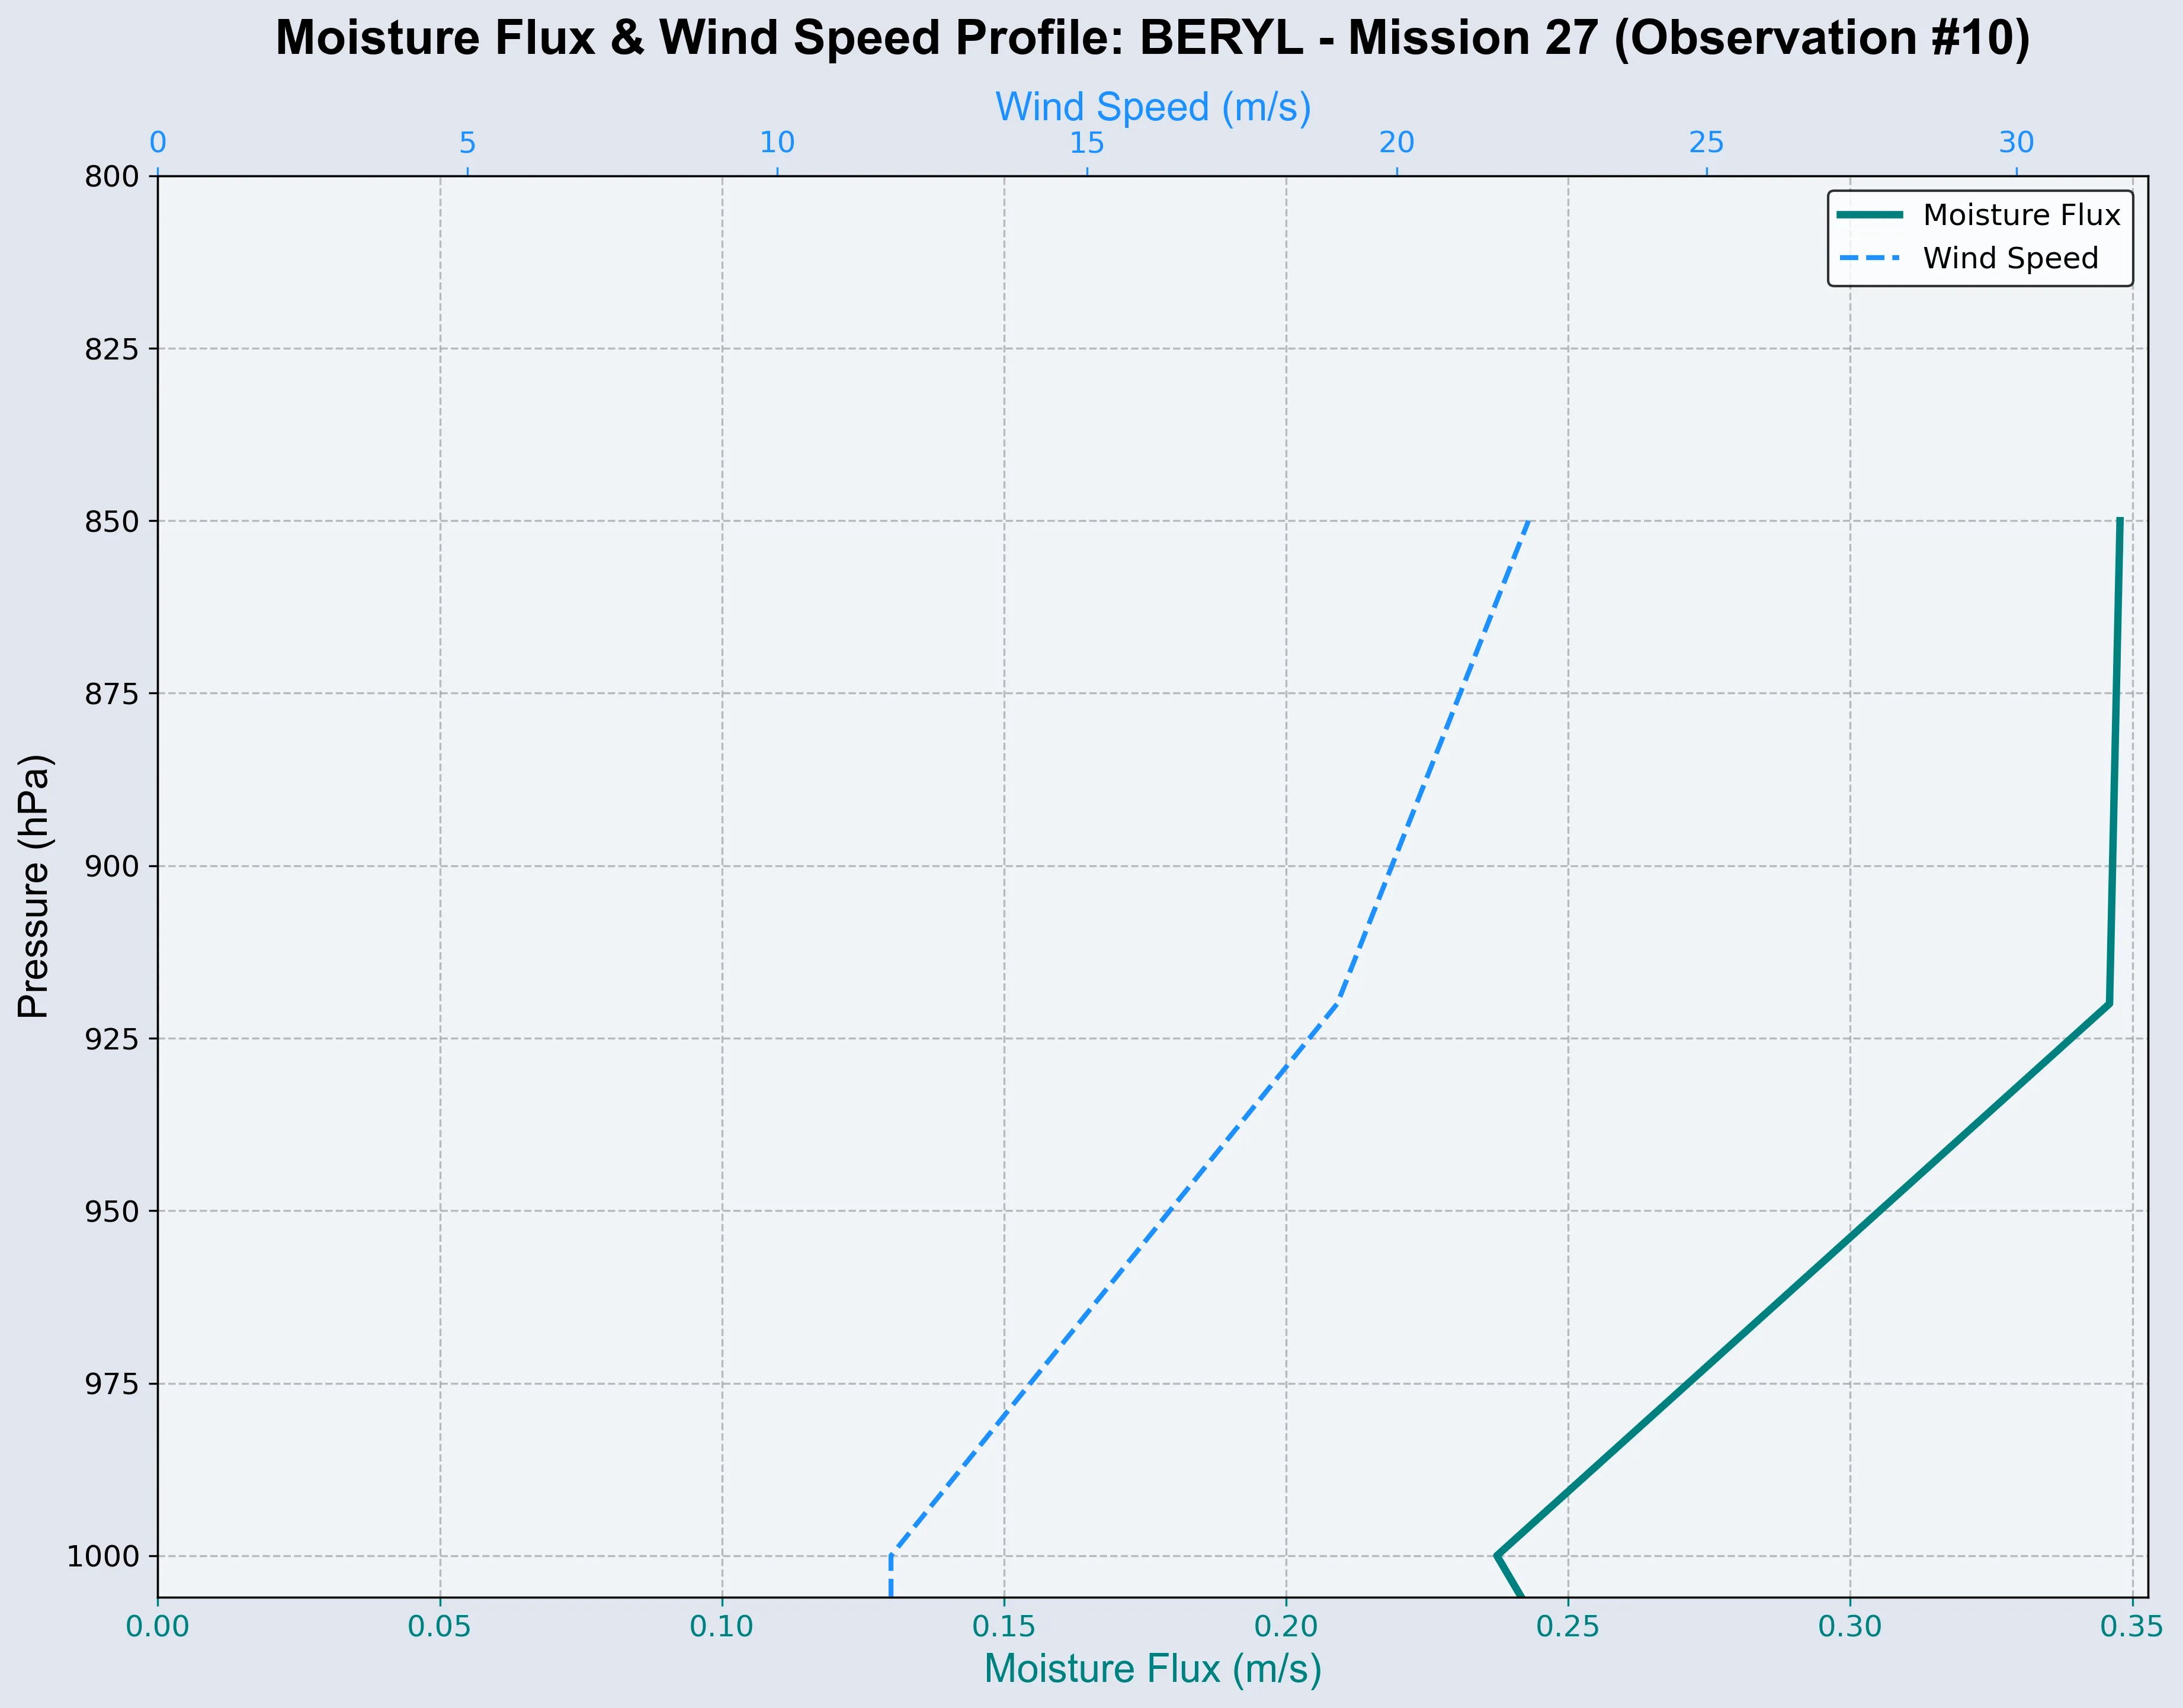 Moisture Flux & Wind Speed Profile: BERYL - Mission 27 (Observation #10)
Wind Speed (m/s)
0 5 10 15 20 25 30
Moisture Flux
Wind Speed
Pressure (hPa)
800
825
850
875
900
925
950
975
1000
0.00 0.05 0.10 0.15 0.20 0.25 0.30 0.35
Moisture Flux (m/s)